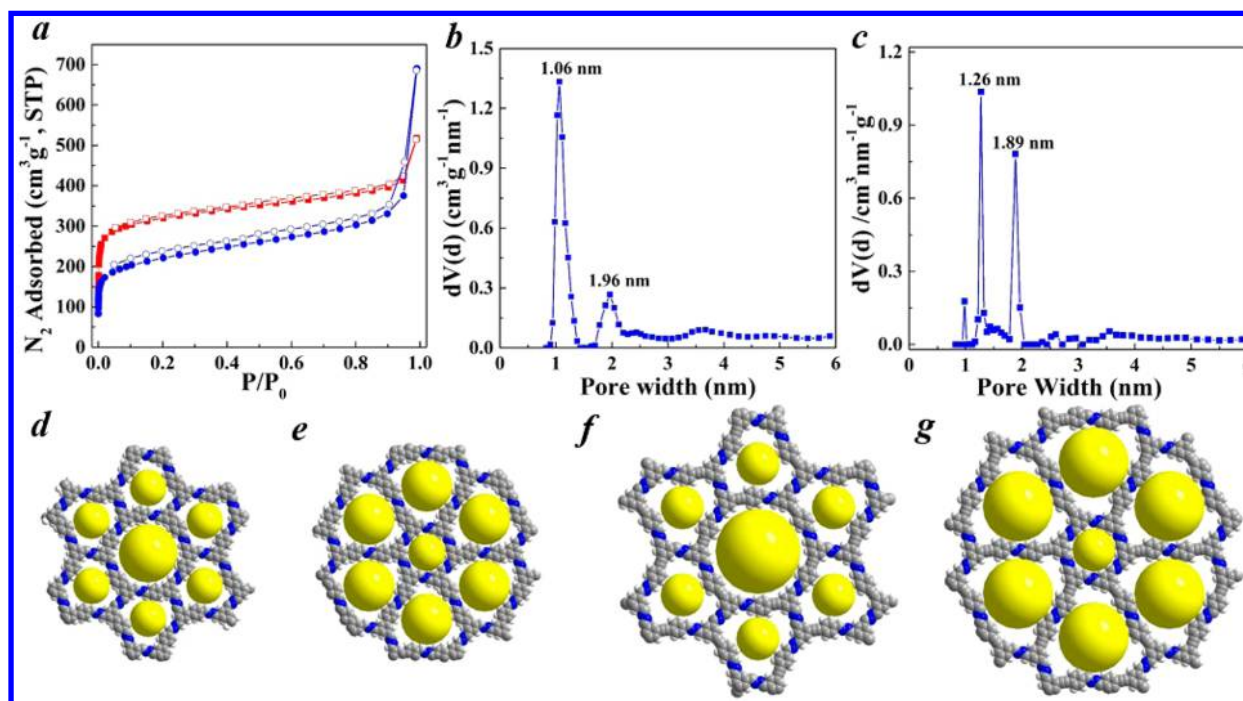 a
N₂ Adsorbed (cm³g⁻¹, STP)
700
600
500
400
300
200
100
0
0.0 0.2 0.4 0.6 0.8 1.0
P/P₀
b
dV(d) (cm³g⁻¹nm⁻¹)
1.5
1.2
0.9
0.6
0.3
0.0
1.06 nm
1.96 nm
0 1 2 3 4 5 6
Pore width (nm)
c
dV(d) /cm³nm⁻¹g⁻¹
1.2
0.9
0.6
0.3
0.0
1.26 nm
1.89 nm
0 1 2 3 4 5
Pore Width (nm)
d
e
f
g